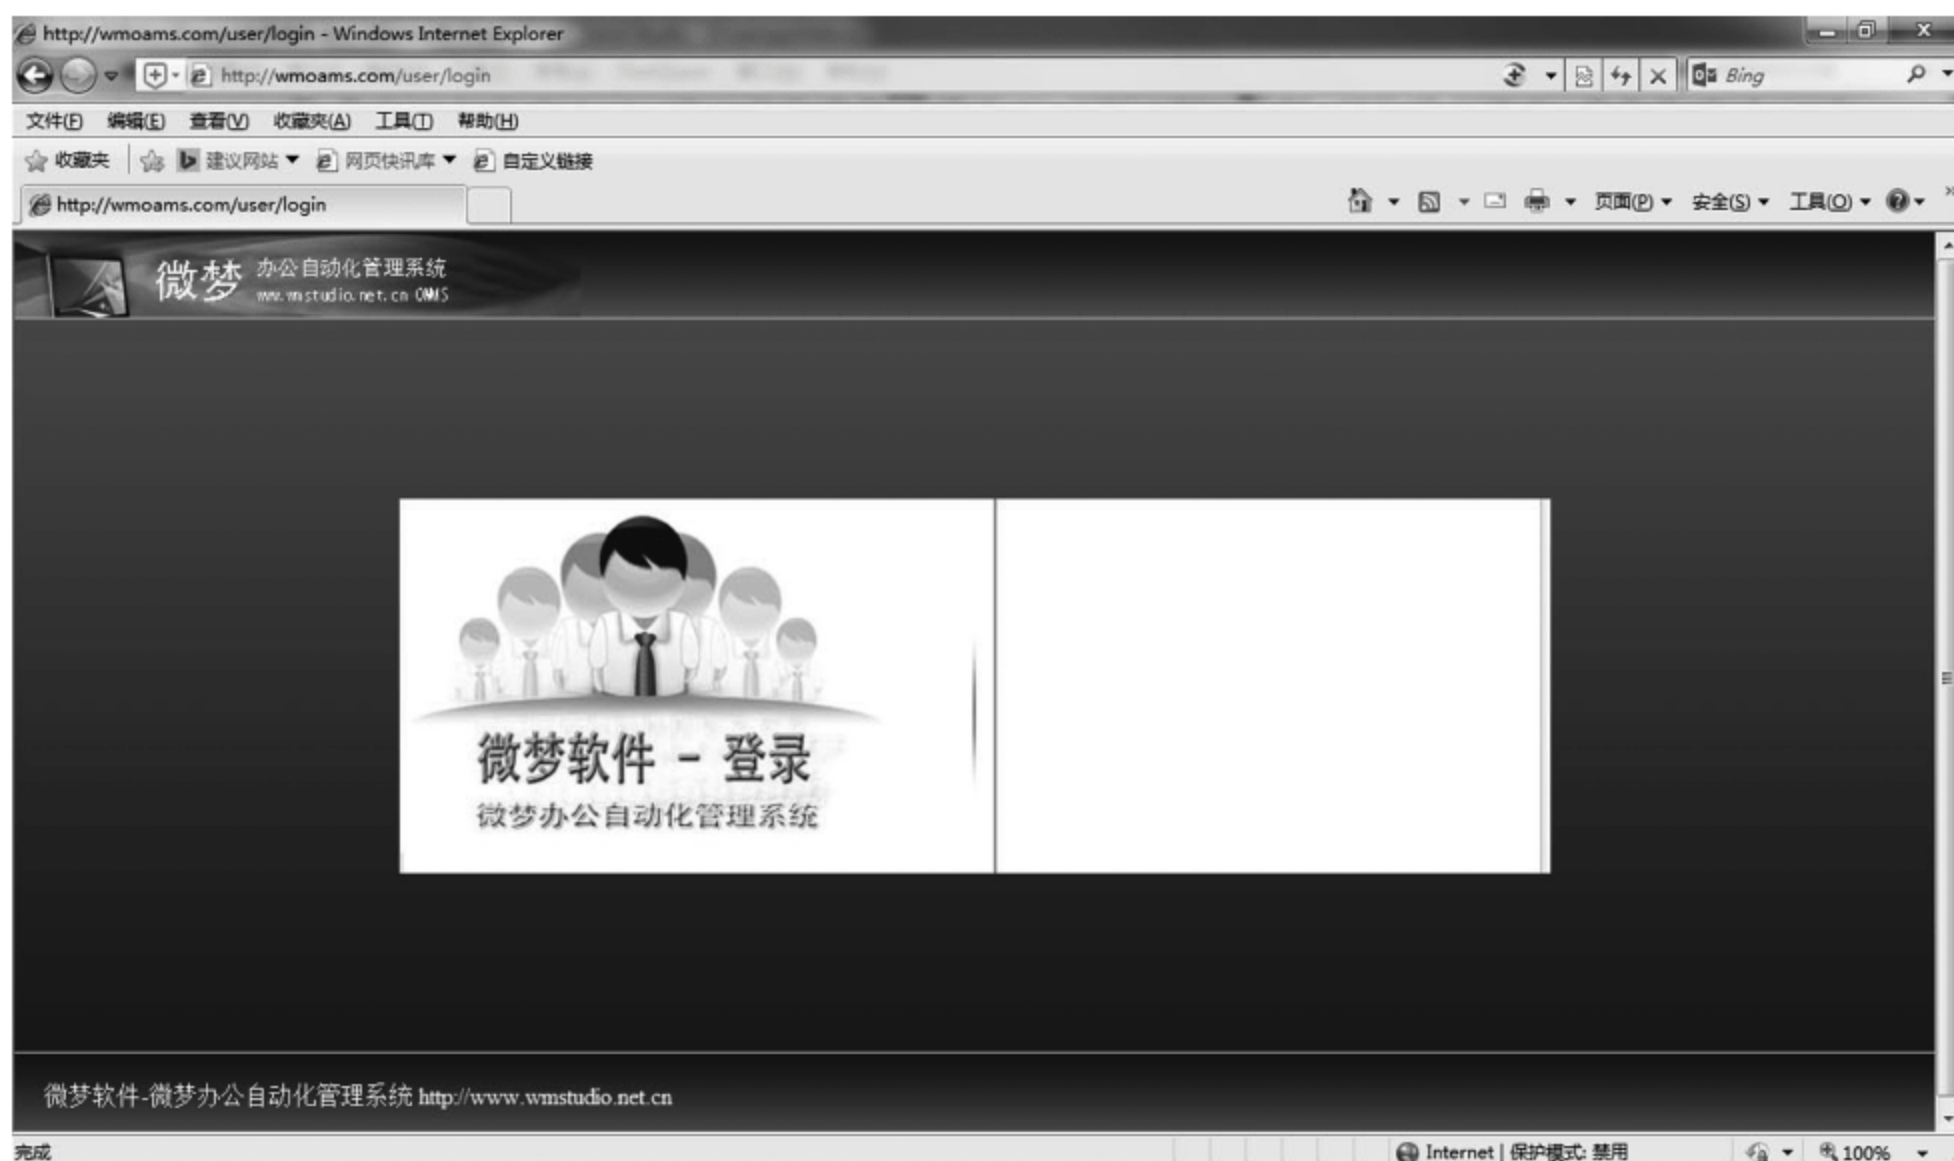 http://wmoams.com/user/login - Windows Internet Explorer
http://wmoams.com/user/login
Bing
文件(F) 编辑(E) 查看(V) 收藏夹(A) 工具(T) 帮助(H)
收藏夹 建议网站 网页快讯库 自定义链接
http://wmoams.com/user/login
页面(P) 安全(S) 工具(O)
微梦 办公自动化管理系统
www.wmstudio.net.cn OAMS
微梦软件 - 登录
微梦办公自动化管理系统
微梦软件-微梦办公自动化管理系统 http://www.wmstudio.net.cn
完成 Internet | 保护模式: 禁用 100%